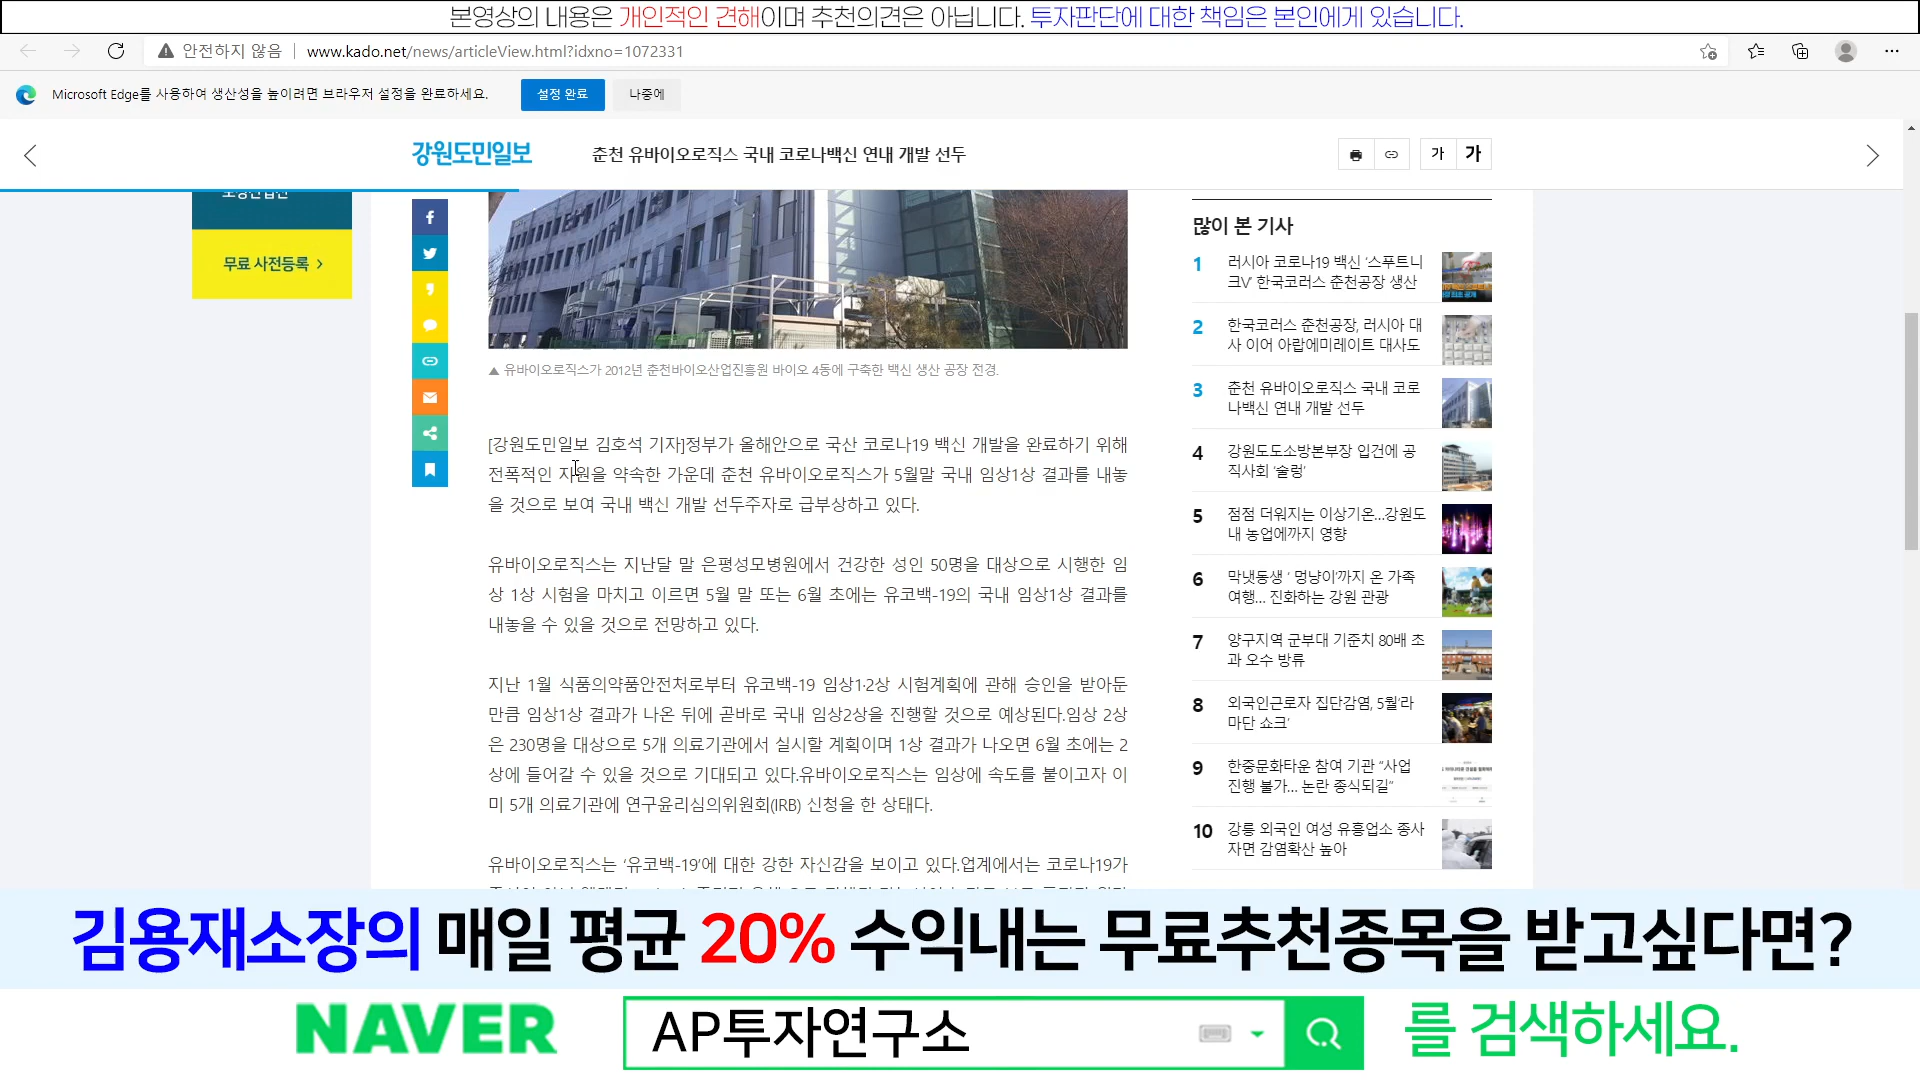 본영상의 내용은 개인적인 견해이며 추천의견은 아닙니다. 투자판단에 대한 책임은 본인에게 있습니다.
안전하지 않음 | www.kado.net/news/articleView.html?idxno=1072331
Microsoft Edge를 사용하여 생산성을 높이려면 브라우저 설정을 완료하세요. 설정 완료 나중에
강원도민일보 춘천 유바이오로직스 국내 코로나백신 연내 개발 선두 가 가
무료 사전등록 >
▲ 유바이오로직스가 2012년 춘천바이오산업진흥원 바이오 4동에 구축한 백신 생산 공장 전경.
[강원도민일보 김호석 기자]정부가 올해안으로 국산 코로나19 백신 개발을 완료하기 위해
전폭적인 지원을 약속한 가운데 춘천 유바이오로직스가 5월말 국내 임상1상 결과를 내놓
을 것으로 보여 국내 백신 개발 선두주자로 급부상하고 있다.
유바이오로직스는 지난달 말 은평성모병원에서 건강한 성인 50명을 대상으로 시행한 임
상 1상 시험을 마치고 이르면 5월 말 또는 6월 초에는 유코백-19의 국내 임상1상 결과를
내놓을 수 있을 것으로 전망하고 있다.
지난 1월 식품의약품안전처로부터 유코백-19 임상1·2상 시험계획에 관해 승인을 받아둔
만큼 임상1상 결과가 나온 뒤에 곧바로 국내 임상2상을 진행할 것으로 예상된다.임상 2상
은 230명을 대상으로 5개 의료기관에서 실시할 계획이며 1상 결과가 나오면 6월 초에는 2
상에 들어갈 수 있을 것으로 기대되고 있다.유바이오로직스는 임상에 속도를 붙이고자 이
미 5개 의료기관에 연구윤리심의위원회(IRB) 신청을 한 상태다.
유바이오로직스는 ‘유코백-19’에 대한 강한 자신감을 보이고 있다.업계에서는 코로나19가
많이 본 기사
1 러시아 코로나19 백신 ‘스푸트니
크V’ 한국코러스 춘천공장 생산
2 한국코러스 춘천공장, 러시아 대
사 이어 아랍에미레이트 대사도
3 춘천 유바이오로직스 국내 코로
나백신 연내 개발 선두
4 강원도도소방본부장 입건에 공
직사회 ‘술렁’
5 점점 더워지는 이상기온…강원도
내 농업에까지 영향
6 막냇동생 ‘ 멍냥이’까지 온 가족
여행… 진화하는 강원 관광
7 양구지역 군부대 기준치 80배 초
과 오수 방류
8 외국인근로자 집단감염, 5월‘라
마단 쇼크’
9 한중문화타운 참여 기관 “사업
진행 불가… 논란 종식되길”
10 강릉 외국인 여성 유흥업소 종사
자면 감염확산 높아
김용재소장의 매일 평균 20% 수익내는 무료추천종목을 받고싶다면?
NAVER AP투자연구소 를 검색하세요.